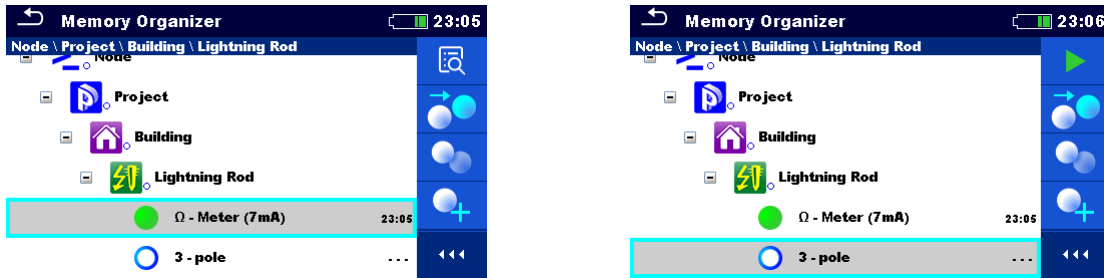 Memory Organizer 23:05
Node \ Project \ Building \ Lightning Rod
Node
Project
Building
Lightning Rod
Ω - Meter (7mA) 23:05
3 - pole ---
Memory Organizer 23:06
Node \ Project \ Building \ Lightning Rod
Node
Project
Building
Lightning Rod
Ω - Meter (7mA) 23:05
3 - pole ---